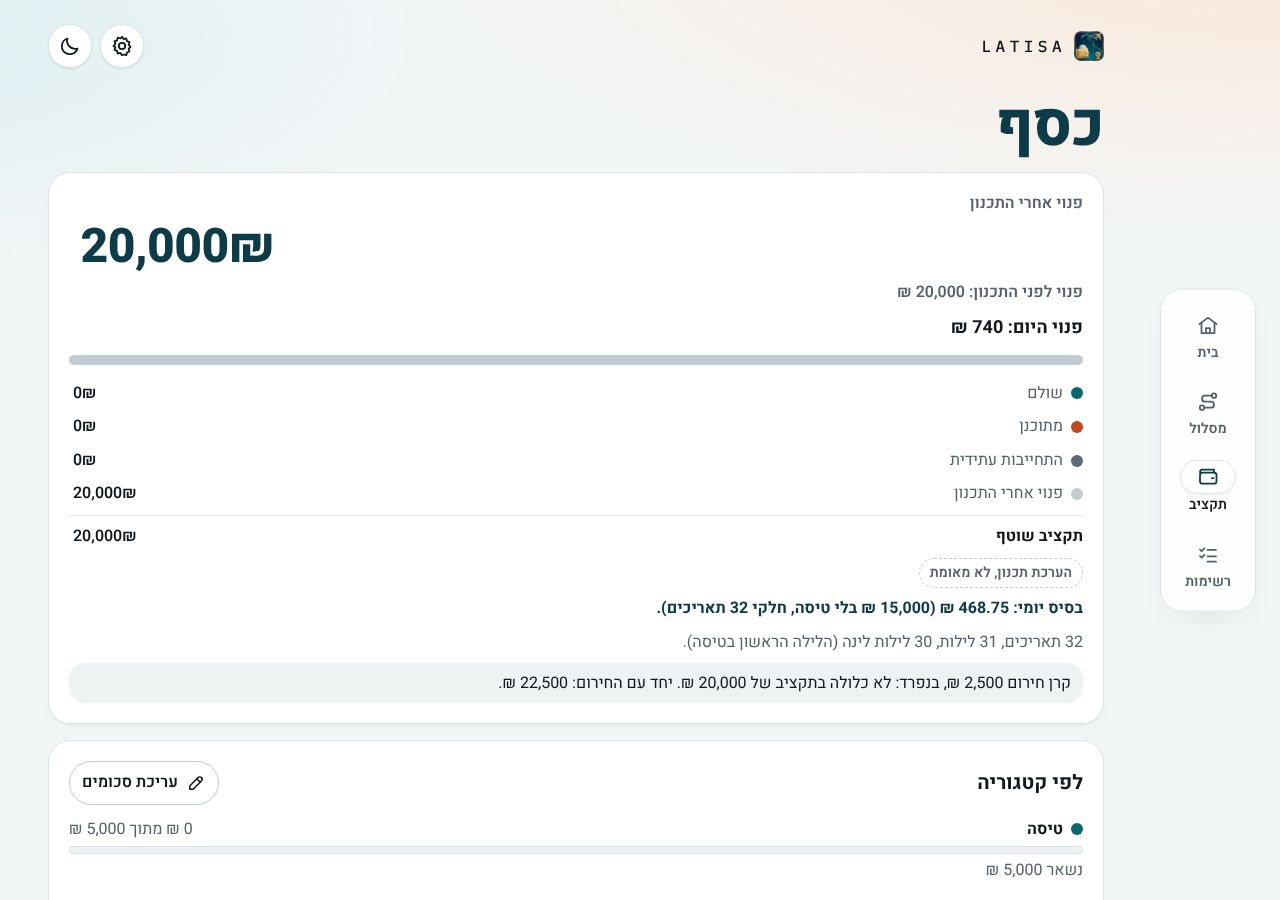 LATISA
כסף
פנוי אחרי התכנון
20,000₪
פנוי לפני התכנון: 20,000 ₪
פנוי היום: 740 ₪
שולם 0₪
מתוכנן 0₪
התחייבות עתידית 0₪
פנוי אחרי התכנון 20,000₪
תקציב שוטף 20,000₪
הערכת תכנון, לא מאומת
בסיס יומי: 468.75 ₪ (15,000 ₪ בלי טיסה, חלקי 32 תאריכים).
32 תאריכים, 31 לילות, 30 לילות לינה (הלילה הראשון בטיסה).
קרן חירום 2,500 ₪, בנפרד: לא כלולה בתקציב של 20,000 ₪. יחד עם החירום: 22,500 ₪.
לפי קטגוריה
עריכת סכומים
טיסה 0 ₪ מתוך 5,000 ₪
נשאר 5,000 ₪
בית
מסלול
תקציב
רשימות